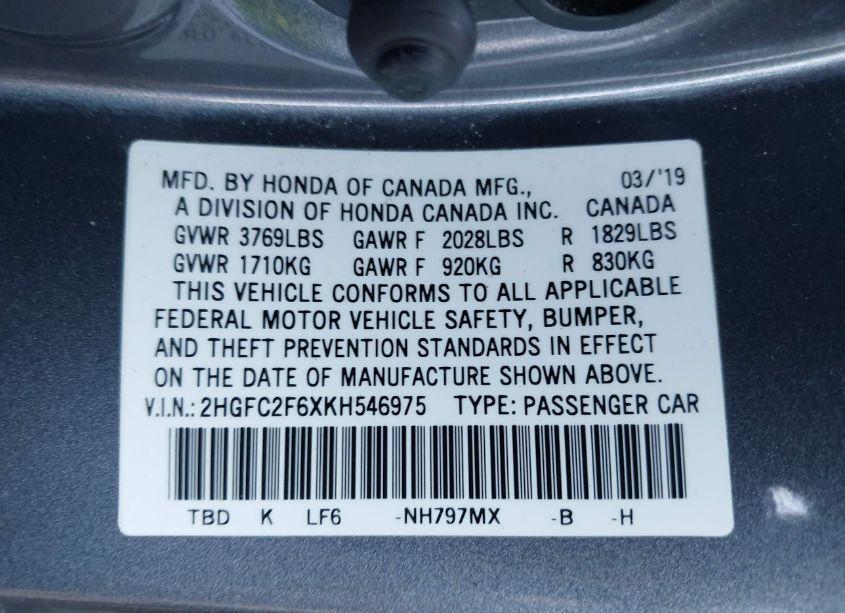 MFD. BY HONDA OF CANADA MFG., 03/'19
A DIVISION OF HONDA CANADA INC. CANADA
GVWR 3769LBS GAWR F 2028LBS R 1829LBS
GVWR 1710KG GAWR F 920KG R 830KG
THIS VEHICLE CONFORMS TO ALL APPLICABLE
FEDERAL MOTOR VEHICLE SAFETY, BUMPER,
AND THEFT PREVENTION STANDARDS IN EFFECT
ON THE DATE OF MANUFACTURE SHOWN ABOVE.
V.I.N.: 2HGFC2F6XKH546975 TYPE: PASSENGER CAR
TBD K LF6 -NH797MX -B -H